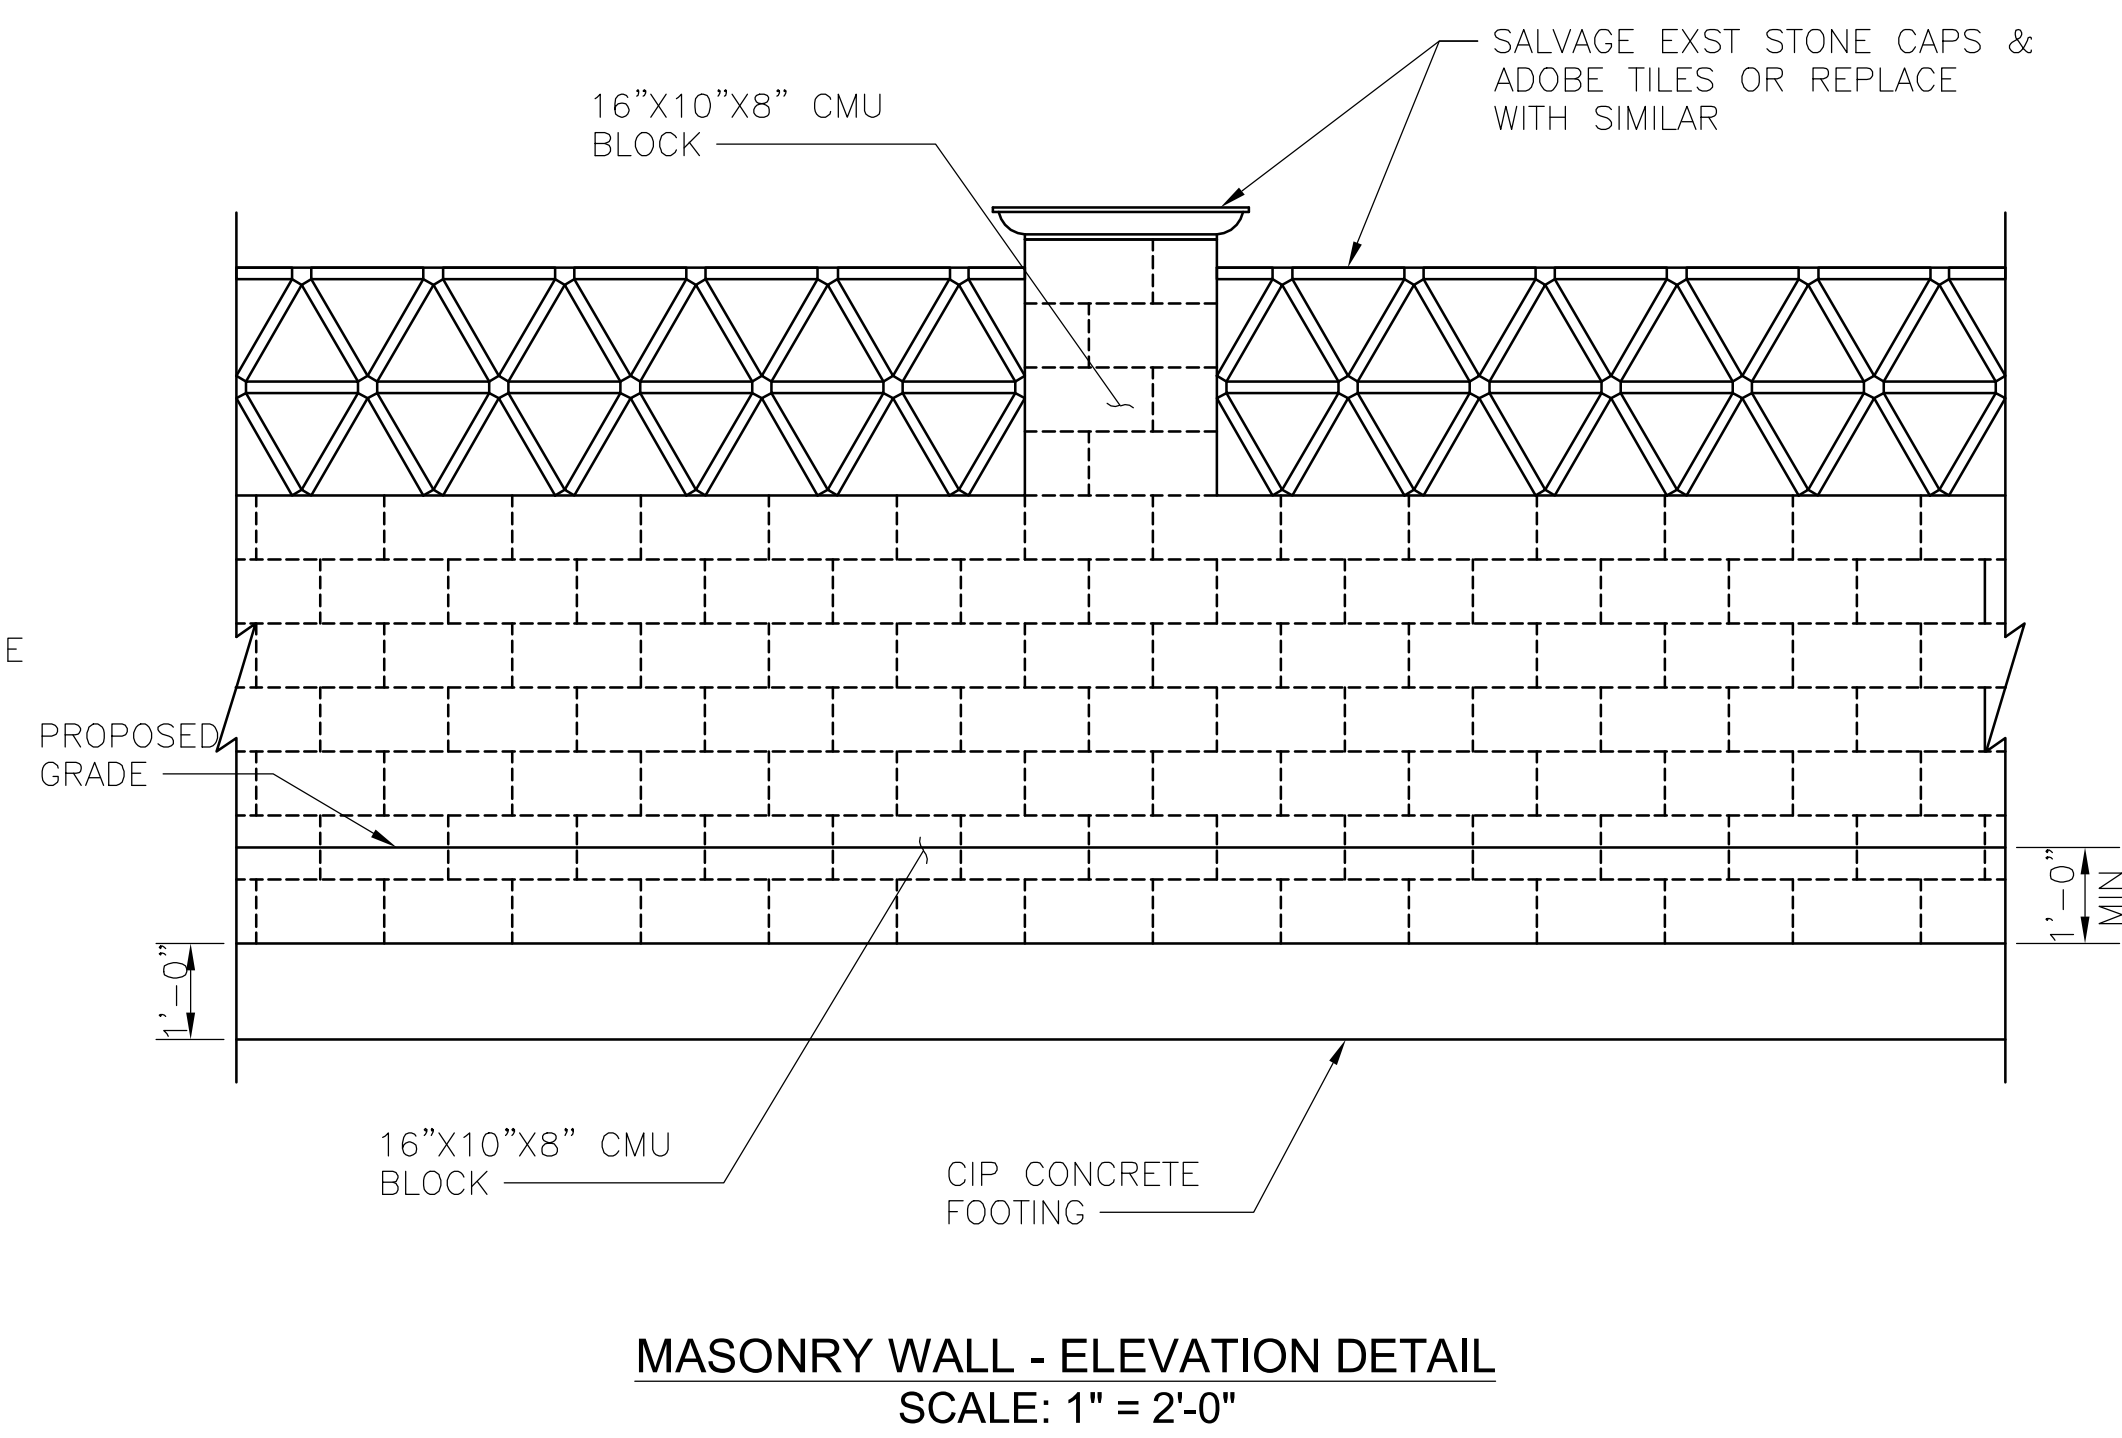 SALVAGE EXST STONE CAPS &
ADOBE TILES OR REPLACE
WITH SIMILAR
16"X10"X8" CMU
BLOCK
E
PROPOSED
GRADE
1'-0"
MIN
1'-0"
16"X10"X8" CMU
BLOCK
CIP CONCRETE
FOOTING
MASONRY WALL - ELEVATION DETAIL
SCALE: 1" = 2'-0"